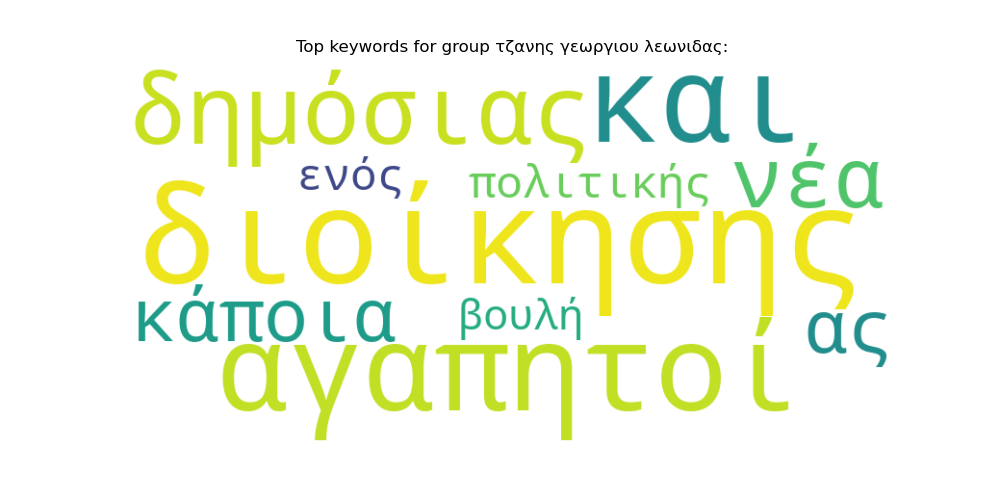 Top keywords for group τζανης γεωργιου λεωνιδας:
δημόσιας και
ενός πολιτικής νέα
διοίκησης
κάποια βουλή ας
αγαπητοί